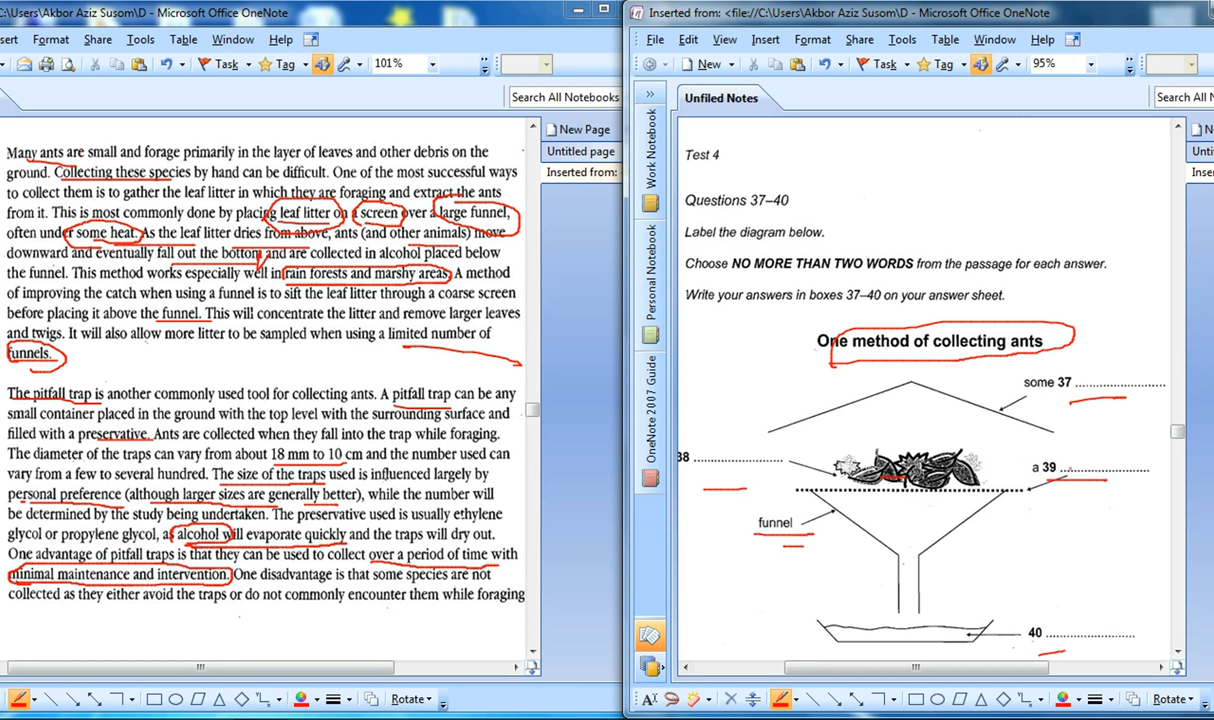 C:\Users\Akbor Aziz Susom\D - Microsoft Office OneNote
Inserted from: <file://C:\Users\Akbor Aziz Susom\D - Microsoft Office OneNote
sert Format Share Tools Table Window Help
File Edit View Insert Format Share Tools Table Window Help
Task Tag 101%
New Task Tag 95%
Search All Notebooks
Unfiled Notes
Search All
New Page
Untitled page
Inserted from:
Work Notebook
Personal Notebook
OneNote 2007 Guide
Many ants are small and forage primarily in the layer of leaves and other debris on the
ground. Collecting these species by hand can be difficult. One of the most successful ways
to collect them is to gather the leaf litter in which they are foraging and extract the ants
from it. This is most commonly done by placing leaf litter on a screen over a large funnel,
often under some heat. As the leaf litter dries from above, ants (and other animals) move
downward and eventually fall out the bottom and are collected in alcohol placed below
the funnel. This method works especially well in rain forests and marshy areas. A method
of improving the catch when using a funnel is to sift the leaf litter through a coarse screen
before placing it above the funnel. This will concentrate the litter and remove larger leaves
and twigs. It will also allow more litter to be sampled when using a limited number of
funnels.
The pitfall trap is another commonly used tool for collecting ants. A pitfall trap can be any
small container placed in the ground with the top level with the surrounding surface and
filled with a preservative. Ants are collected when they fall into the trap while foraging.
The diameter of the traps can vary from about 18 mm to 10 cm and the number used can
vary from a few to several hundred. The size of the traps used is influenced largely by
personal preference (although larger sizes are generally better), while the number will
be determined by the study being undertaken. The preservative used is usually ethylene
glycol or propylene glycol, as alcohol will evaporate quickly and the traps will dry out.
One advantage of pitfall traps is that they can be used to collect over a period of time with
minimal maintenance and intervention. One disadvantage is that some species are not
collected as they either avoid the traps or do not commonly encounter them while foraging
Test 4
Questions 37–40
Label the diagram below.
Choose NO MORE THAN TWO WORDS from the passage for each answer.
Write your answers in boxes 37–40 on your answer sheet.
One method of collecting ants
some 37 ........................
38 ........................
a 39 ........................
funnel
40 ........................
N
Unti
Inser
Rotate
Rotate